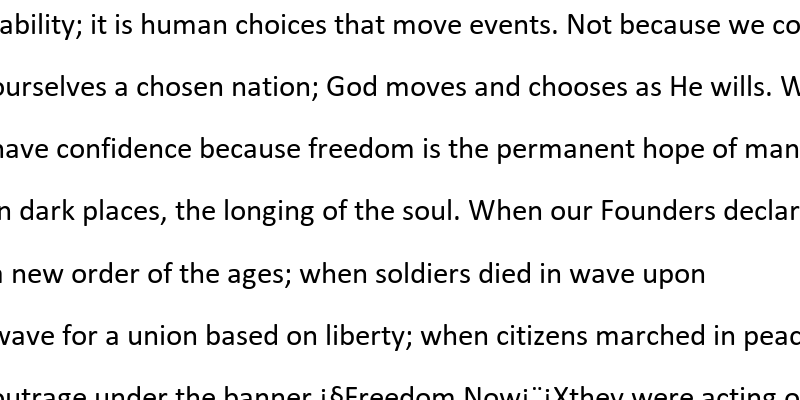 ability; it is human choices that move events. Not because we co
ourselves a chosen nation; God moves and chooses as He wills. W
have confidence because freedom is the permanent hope of man
n dark places, the longing of the soul. When our Founders declar
a new order of the ages; when soldiers died in wave upon
wave for a union based on liberty; when citizens marched in peac
outrage under the banner ¡§Freedom Now¡¨¡Xthey were acting o